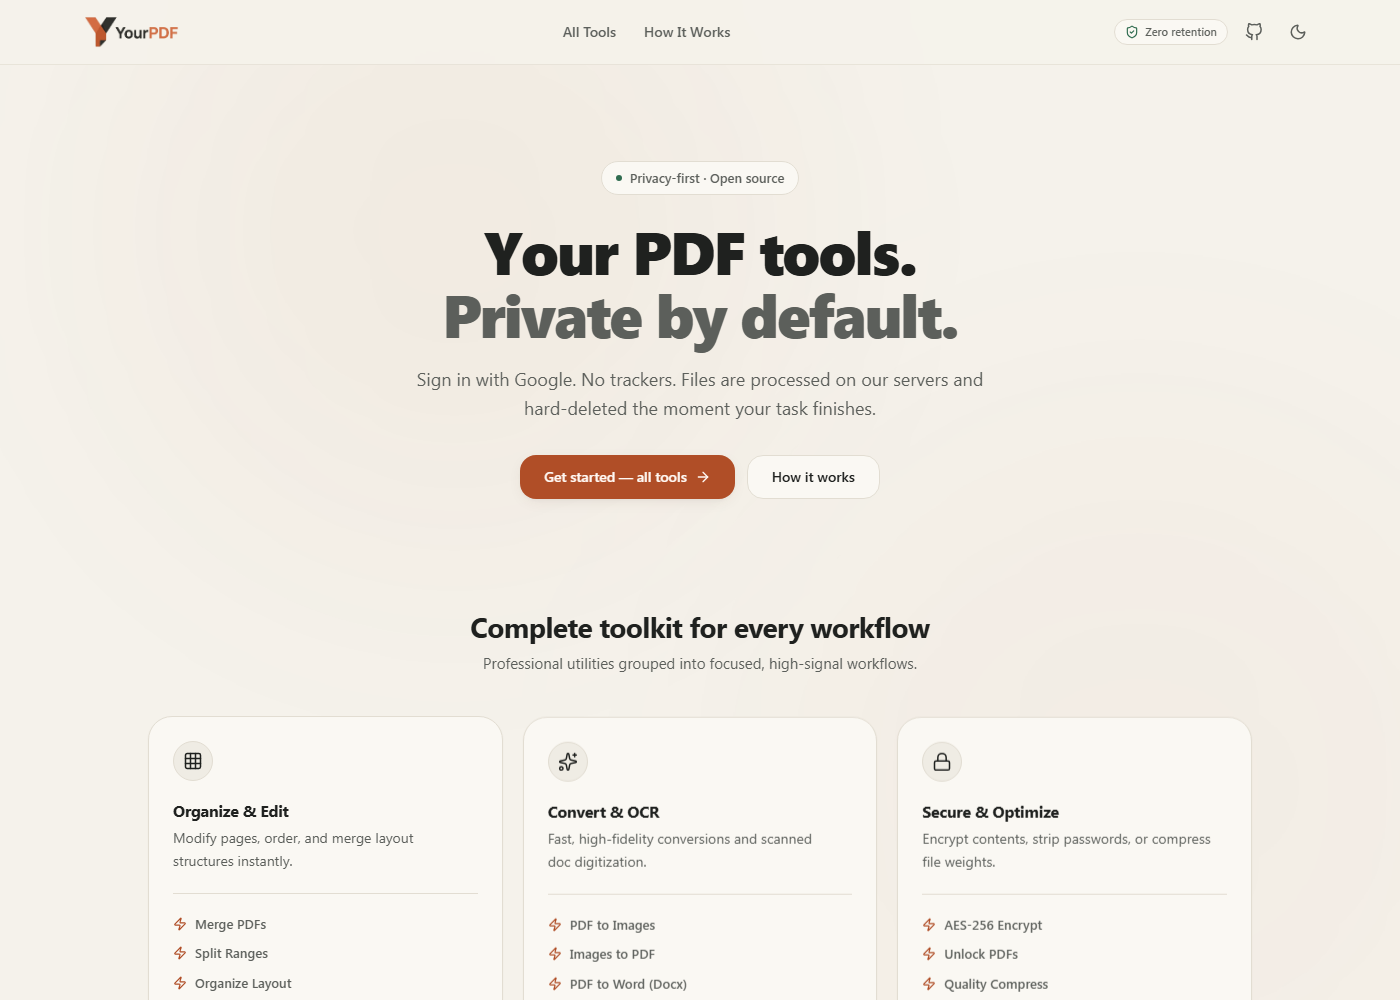 YourPDF
All Tools
How It Works
Zero retention
Privacy-first · Open source
Your PDF tools.
Private by default.
Sign in with Google. No trackers. Files are processed on our servers and
hard-deleted the moment your task finishes.
Get started — all tools
How it works
Complete toolkit for every workflow
Professional utilities grouped into focused, high-signal workflows.
Organize & Edit
Modify pages, order, and merge layout
structures instantly.
Merge PDFs
Split Ranges
Organize Layout
Convert & OCR
Fast, high-fidelity conversions and scanned
doc digitization.
PDF to Images
Images to PDF
PDF to Word (Docx)
Secure & Optimize
Encrypt contents, strip passwords, or compress
file weights.
AES-256 Encrypt
Unlock PDFs
Quality Compress